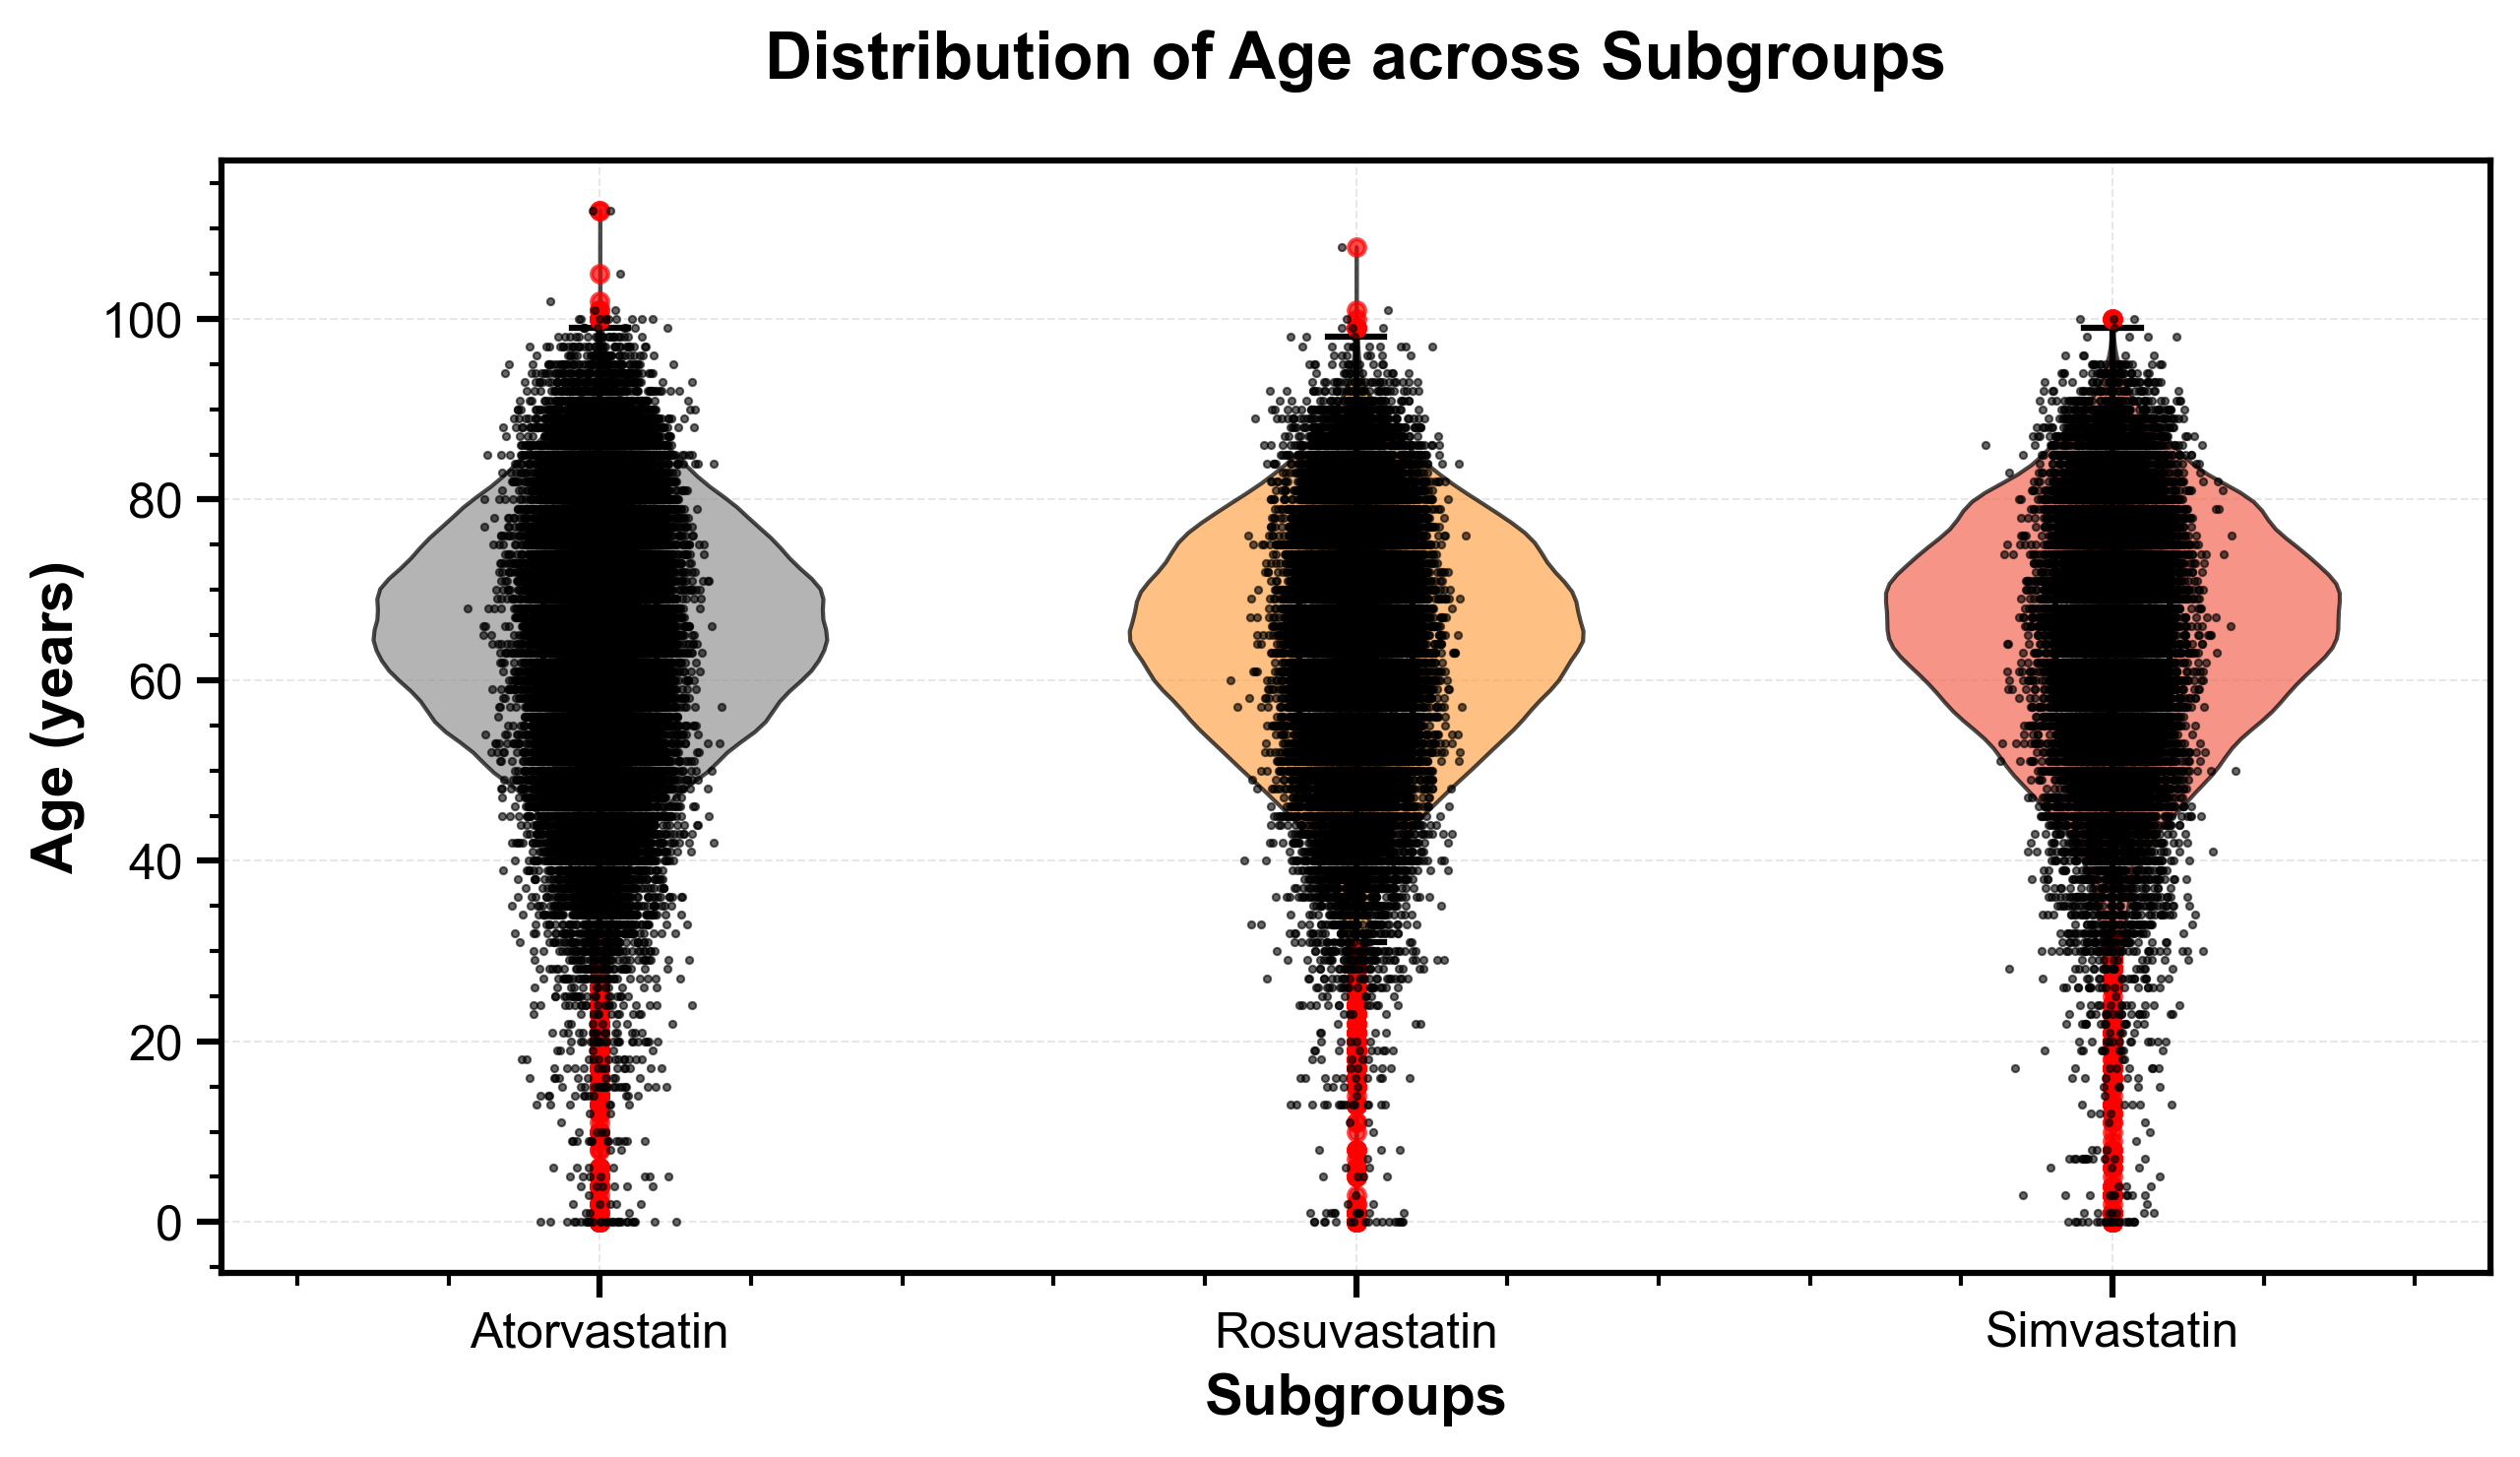 Distribution of Age across Subgroups
Age (years)
100
80
60
40
20
0
Atorvastatin Rosuvastatin Simvastatin
Subgroups